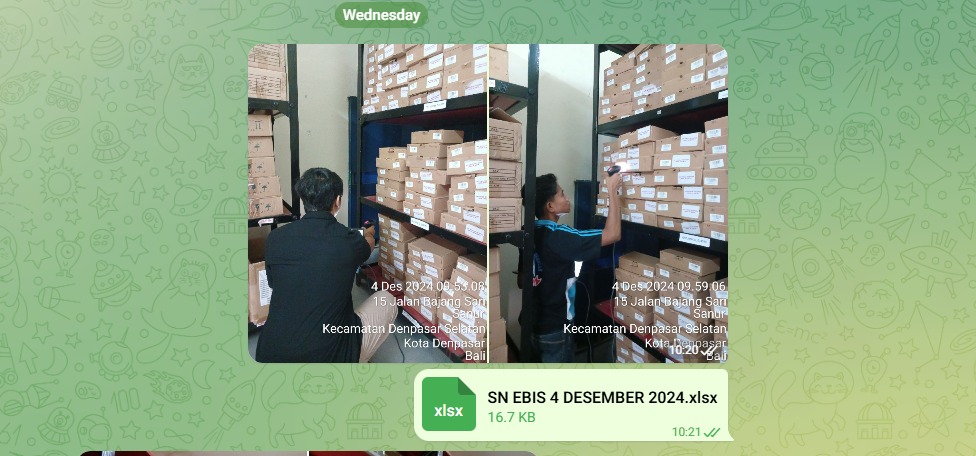 Wednesday
4 Des 2024 09.53.08
15 Jalan Bajang Sari
Sanur
Kecamatan Denpasar Selatan
Kota Denpasar
Bali
4 Des 2024 09.59.06
15 Jalan Bajang Sari
Sanur
Kecamatan Denpasar Selatan
Kota Denpasar
Bali
10:20
xlsx
SN EBIS 4 DESEMBER 2024.xlsx
16.7 KB
10:21